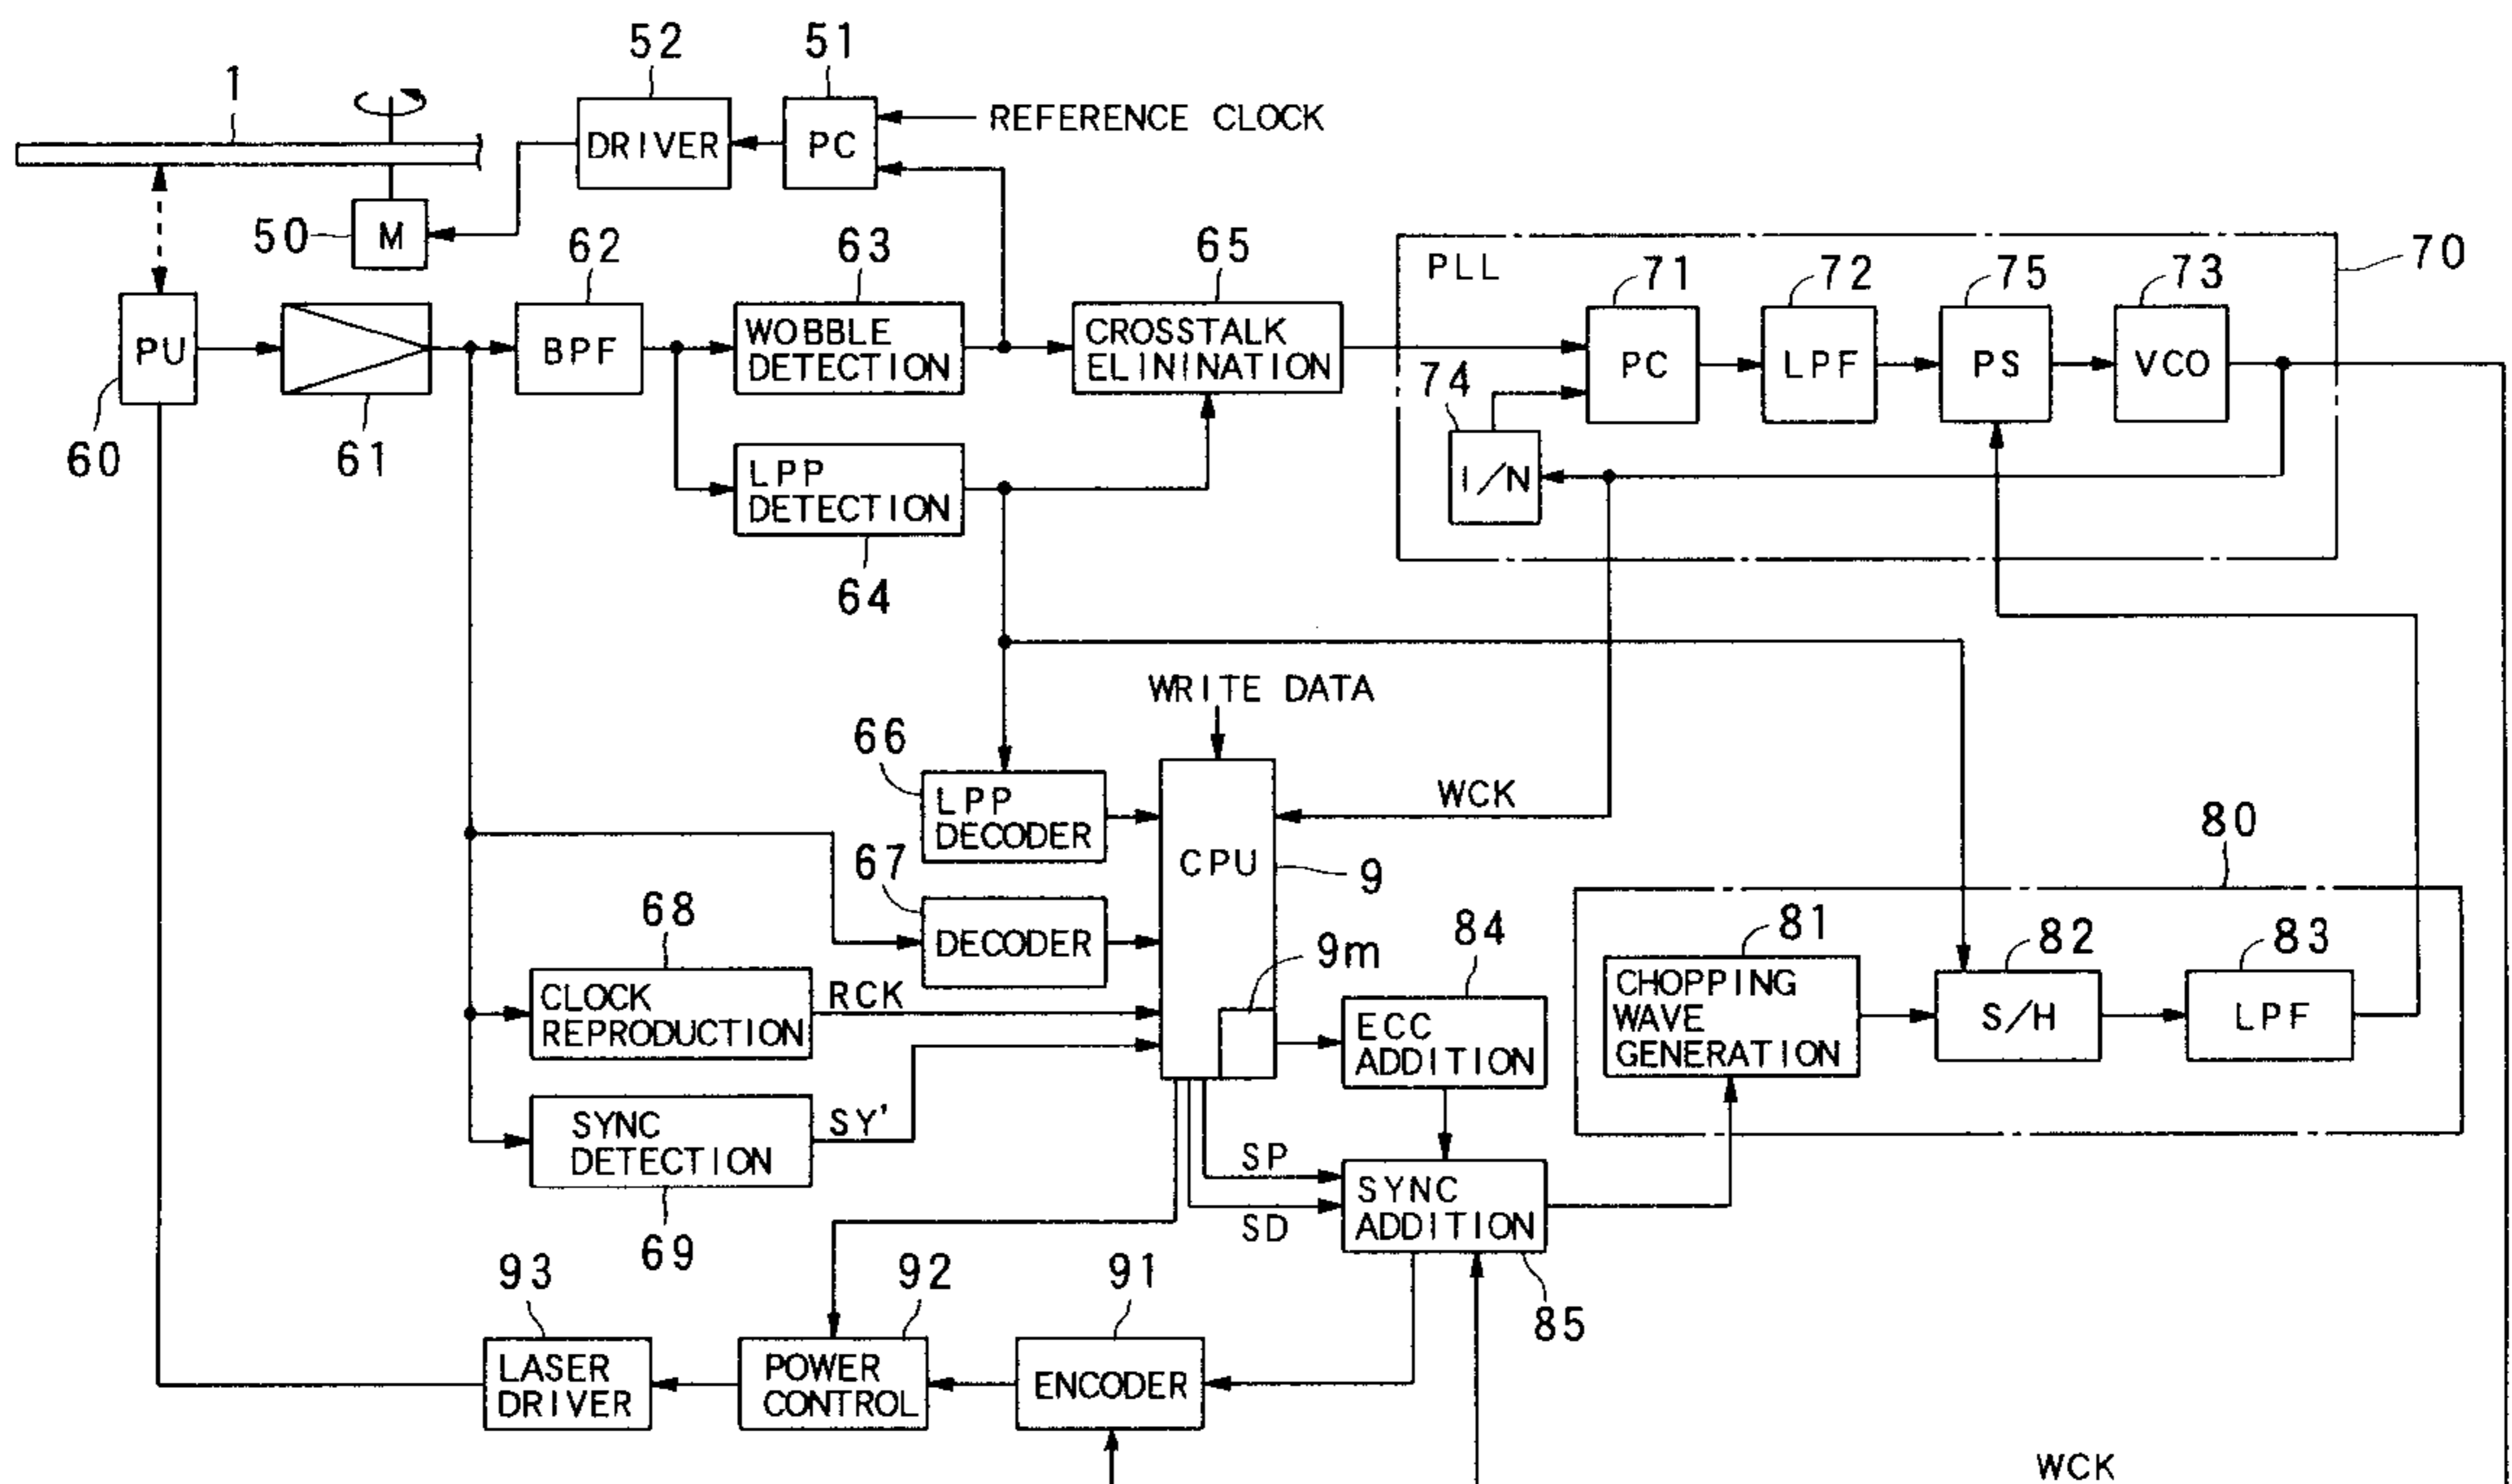 52
51
1
DRIVER
PC
REFERENCE CLOCK
50
M
62
63
65
PLL
71
72
75
73
70
PU
BPF
WOBBLE
DETECTION
CROSSTALK
ELININATION
74
PC
LPF
PS
VCO
60
61
LPP
DETECTION
I/N
64
WRITE DATA
66
LPP
DECODER
WCK
80
CPU
67
9
68
DECODER
9m
84
81
82
83
CLOCK
REPRODUCTION
RCK
ECC
ADDITION
CHOPPING
WAVE
GENERATION
S/H
LPF
SYNC
DETECTION
SY'
SP
SD
SYNC
ADDITION
69
93
92
91
85
LASER
DRIVER
POWER
CONTROL
ENCODER
WCK